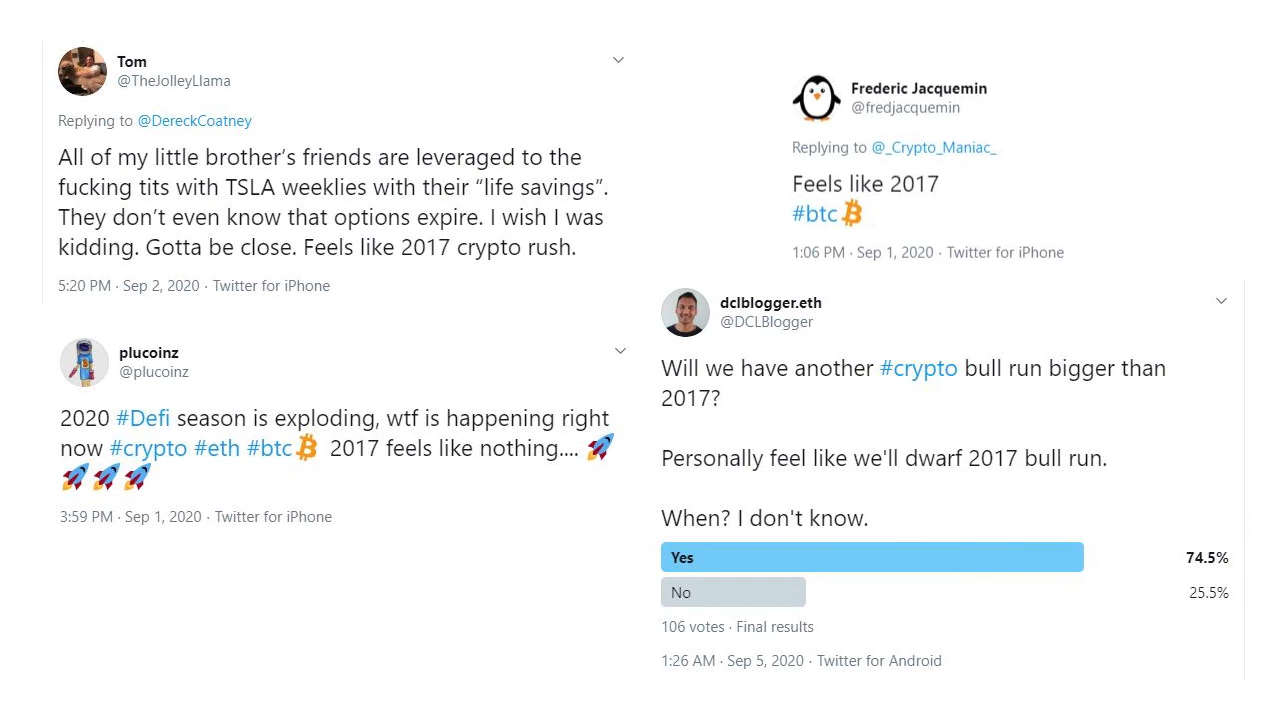 Tom
@TheJolleyLlama
Replying to @DereckCoatney
All of my little brother’s friends are leveraged to the
fucking tits with TSLA weeklies with their “life savings”.
They don’t even know that options expire. I wish I was
kidding. Gotta be close. Feels like 2017 crypto rush.
5:20 PM · Sep 2, 2020 · Twitter for iPhone
plucoinz
@plucoinz
2020 #Defi season is exploding, wtf is happening right
now #crypto #eth #btc 2017 feels like nothing....
3:59 PM · Sep 1, 2020 · Twitter for iPhone
Frederic Jacquemin
@fredjacquemin
Replying to @_Crypto_Maniac_
Feels like 2017
#btc
1:06 PM · Sep 1, 2020 · Twitter for iPhone
dclblogger.eth
@DCLBlogger
Will we have another #crypto bull run bigger than
2017?
Personally feel like we'll dwarf 2017 bull run.
When? I don't know.
Yes 74.5%
No 25.5%
106 votes · Final results
1:26 AM · Sep 5, 2020 · Twitter for Android